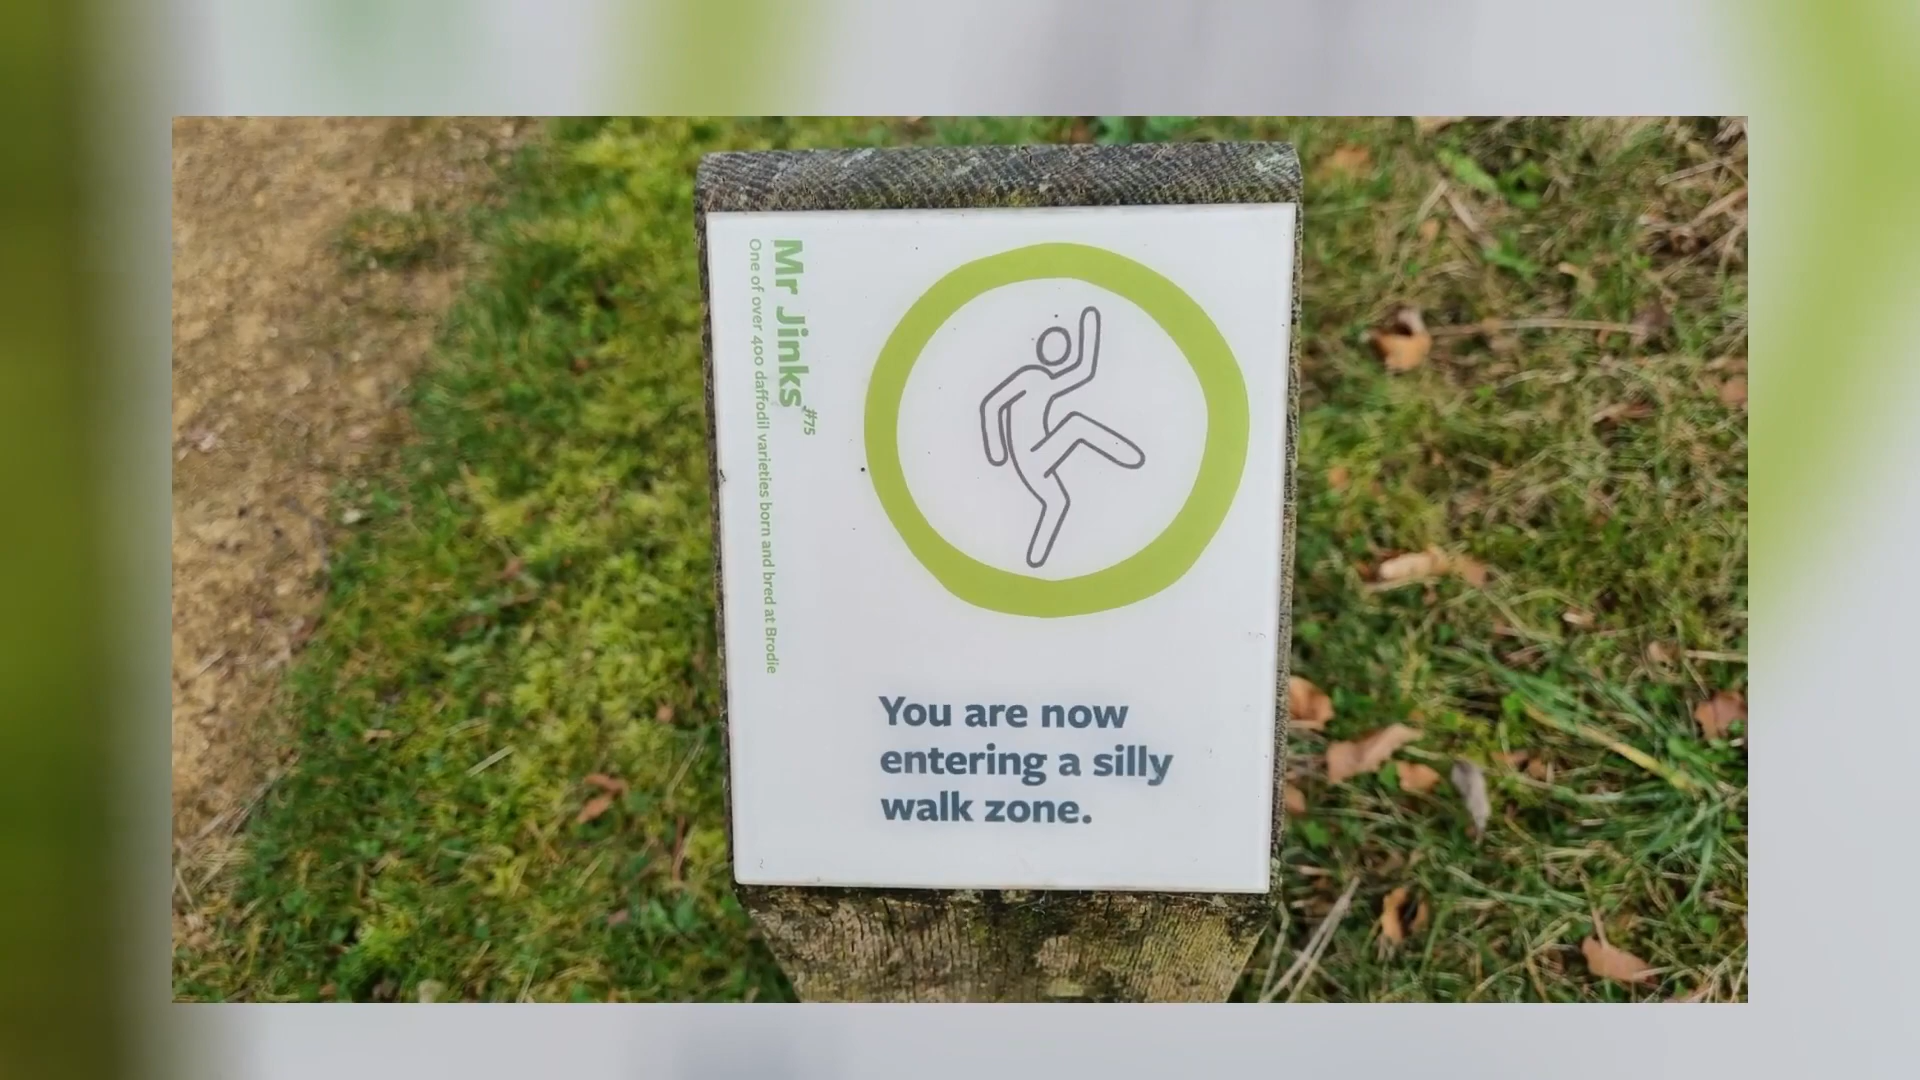 Mr Jinks #75
One of over 400 daffodil varieties born and bred at Brodie
You are now
entering a silly
walk zone.